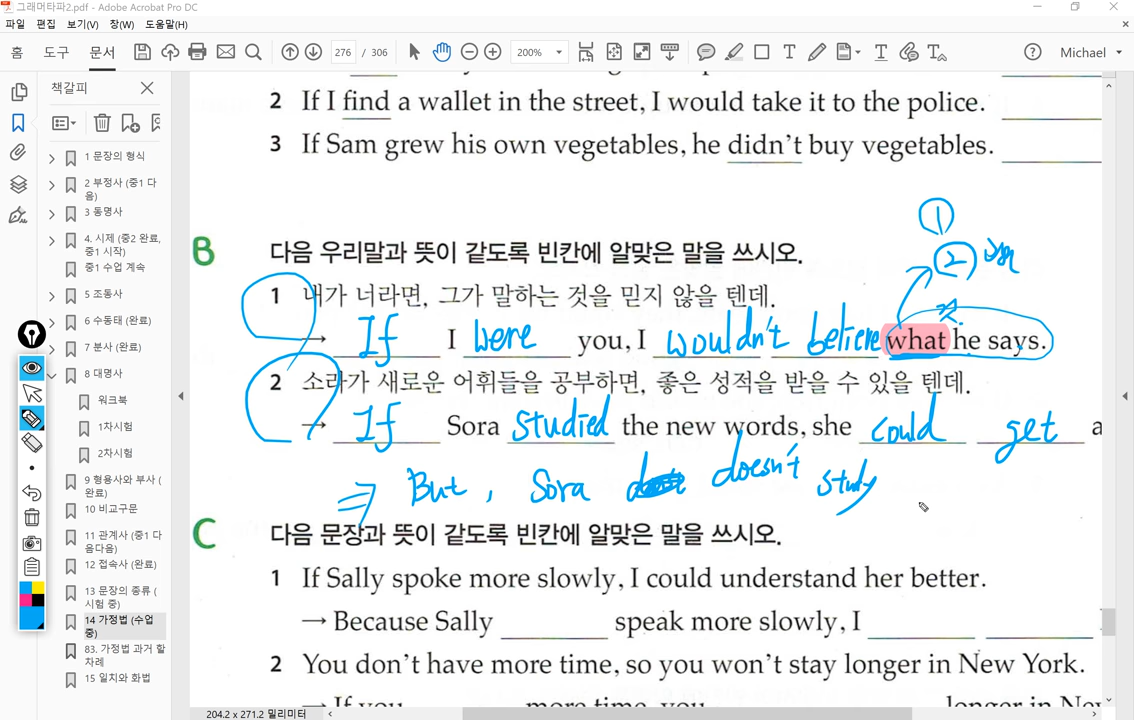 그래머타파2.pdf - Adobe Acrobat Pro DC
파일 편집 보기(V) 창(W) 도움말(H)
홈 도구 문서 276 / 306 200% Michael
책갈피
1 문장의 형식
2 부정사 (중1 다음)
3 동명사
4. 시제 (중2 완료, 중1 시작)
중1 수업 계속
5 조동사
6 수동태 (완료)
7 분사 (완료)
8 대명사
워크북
1차시험
2차시험
9 형용사와 부사 (완료)
10 비교구문
11 관계사 (중1 다음다음)
12 접속사 (완료)
13 문장의 종류 (시험 중)
14 가정법 (수업 중)
83. 가정법 과거 할 차례
15 일치와 화법
2 If I find a wallet in the street, I would take it to the police.
3 If Sam grew his own vegetables, he didn't buy vegetables.
①
②
B 다음 우리말과 뜻이 같도록 빈칸에 알맞은 말을 쓰시오.
1 내가 너라면, 그가 말하는 것을 믿지 않을 텐데.
→ If I were you, I wouldn't believe what he says.
2 소라가 새로운 어휘들을 공부하면, 좋은 성적을 받을 수 있을 텐데.
→ If Sora studied the new words, she could get a
⇒ But, Sora doesn't study
C 다음 문장과 뜻이 같도록 빈칸에 알맞은 말을 쓰시오.
1 If Sally spoke more slowly, I could understand her better.
→ Because Sally speak more slowly, I
2 You don't have more time, so you won't stay longer in New York.
→ If you more time, you longer in New
204.2 x 271.2 밀리미터